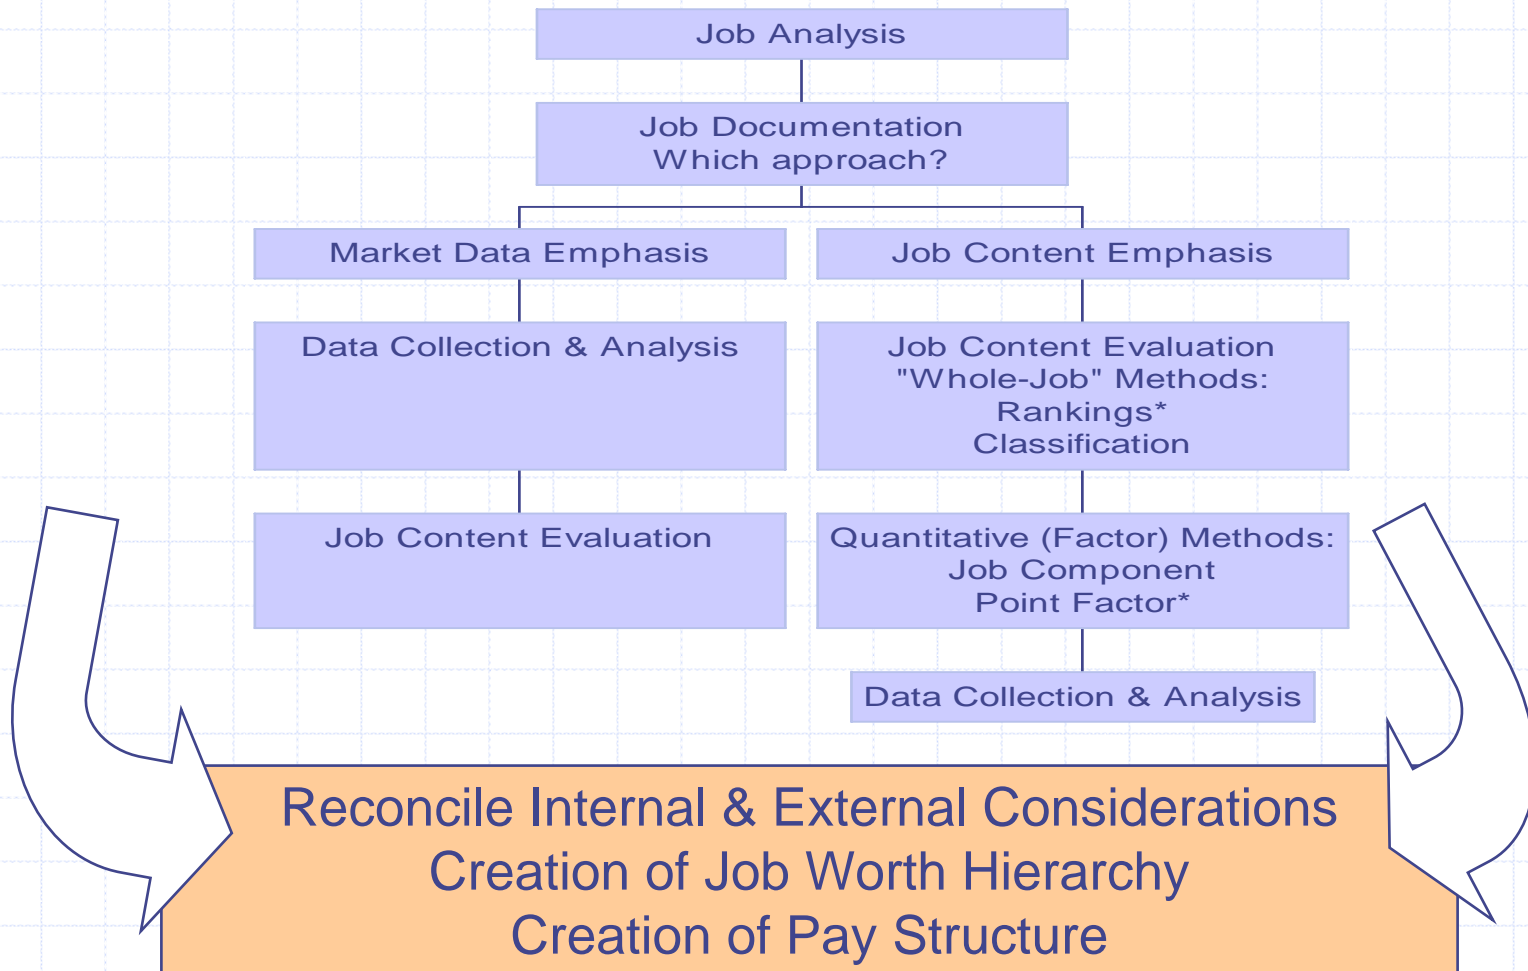 Job Analysis
Job Documentation
Which approach?
Market Data Emphasis
Job Content Emphasis
Data Collection & Analysis
Job Content Evaluation
"Whole-Job" Methods:
Rankings*
Classification
Job Content Evaluation
Quantitative (Factor) Methods:
Job Component
Point Factor*
Data Collection & Analysis
Reconcile Internal & External Considerations
Creation of Job Worth Hierarchy
Creation of Pay Structure